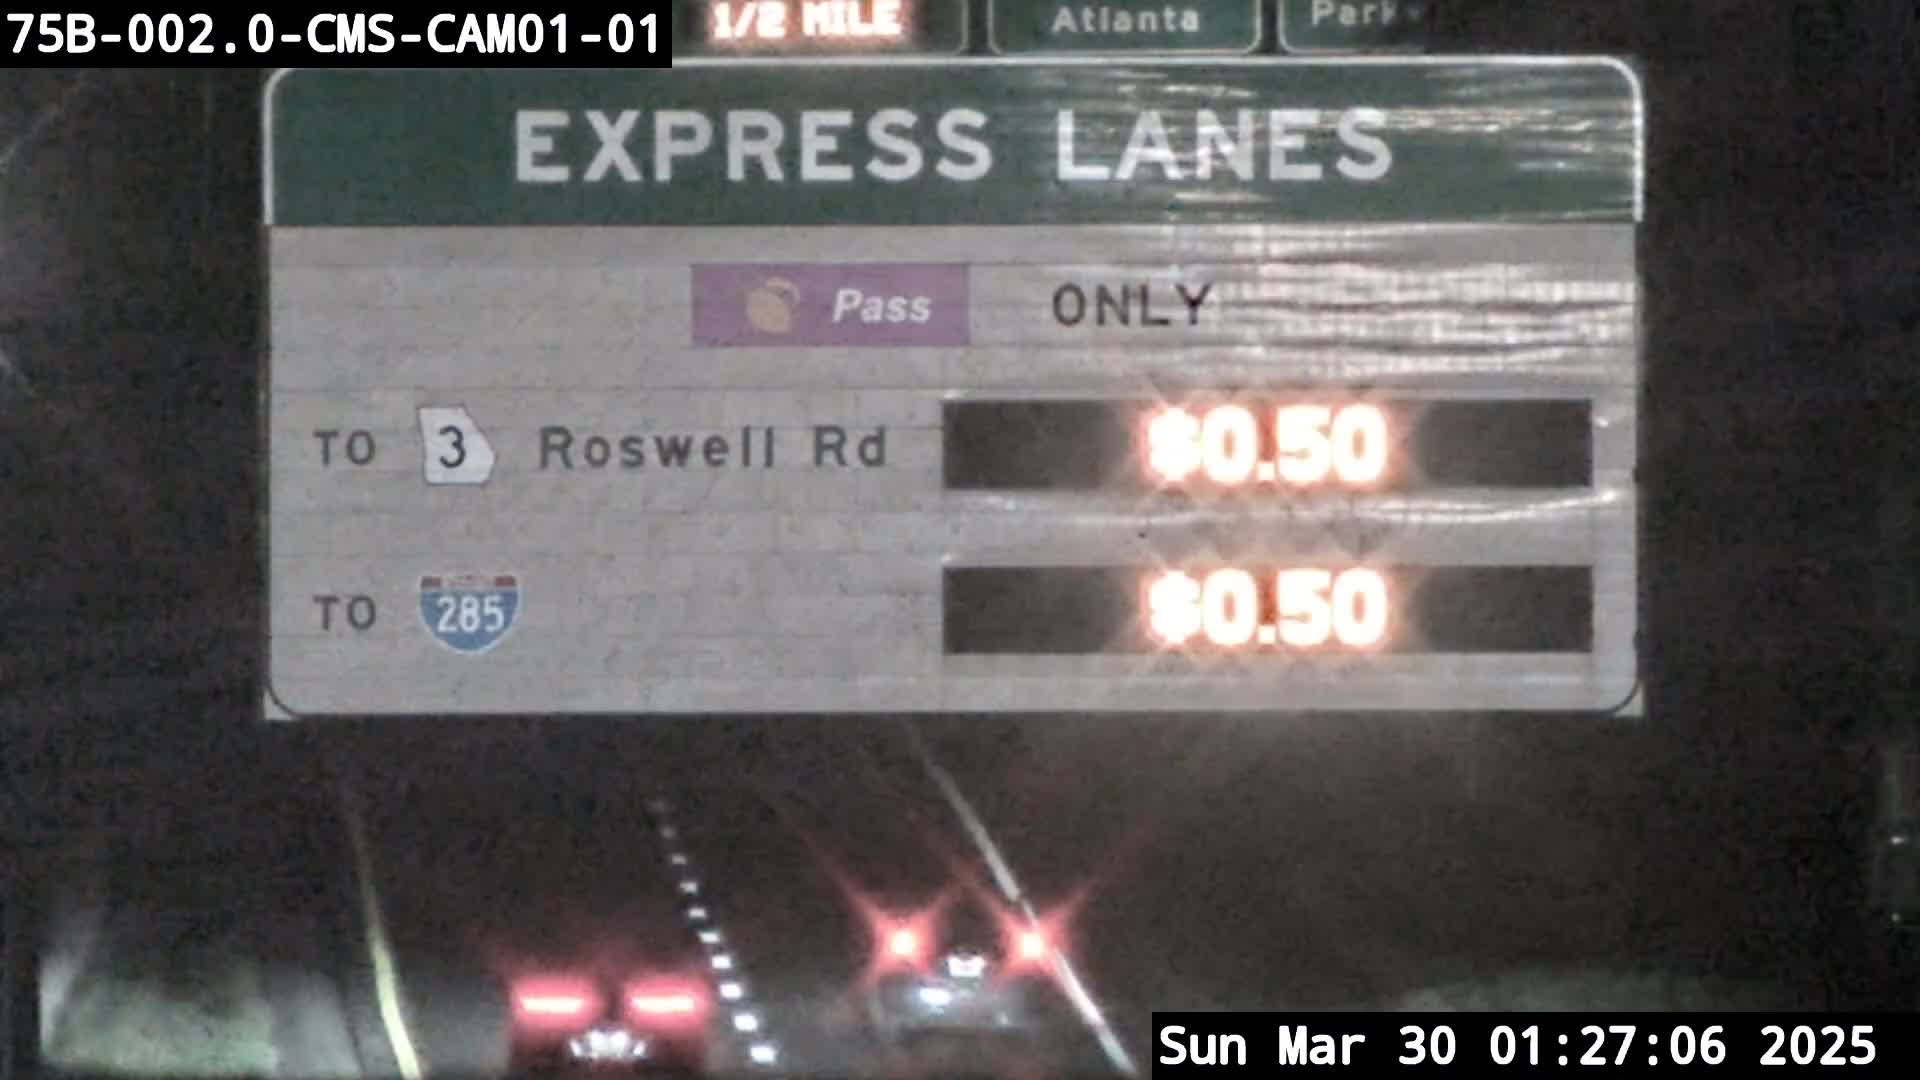 75B-002.0-CMS-CAM01-01
1/2 MILE
Atlanta
Park
EXPRESS LANES
Pass ONLY
TO 3 Roswell Rd $0.50
TO 285 $0.50
Sun Mar 30 01:27:06 2025